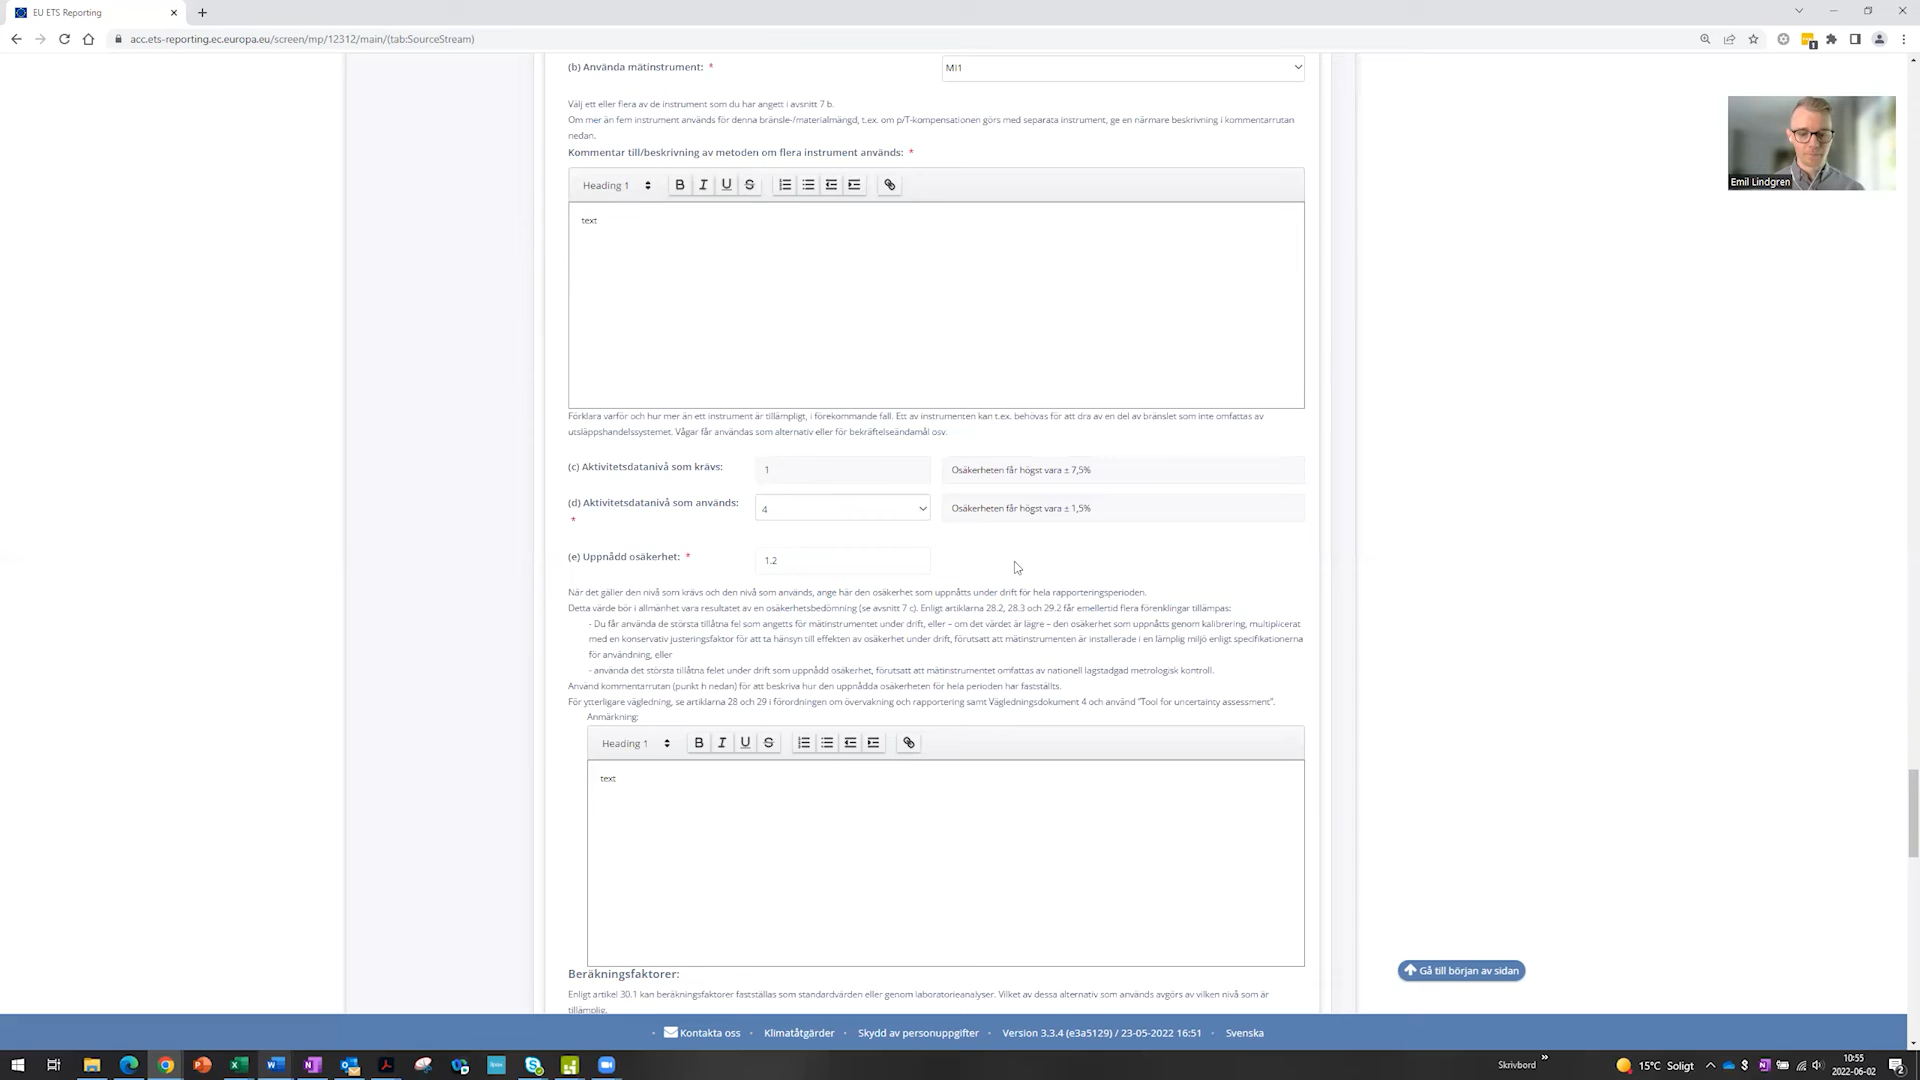 EU ETS Reporting
acc.ets-reporting.ec.europa.eu/screen/mp/12312/main/(tab:SourceStream)
(b) Använda mätinstrument: *
MI1
Välj ett eller flera av de instrument som du har angett i avsnitt 7 b.
Om mer än fem instrument används för denna bränsle-/materialmängd, t.ex. om p/T-kompensationen görs med separata instrument, ge en närmare beskrivning i kommentarrutan
nedan.
Kommentar till/beskrivning av metoden om flera instrument används: *
Heading 1 B I U S
text
Förklara varför och hur mer än ett instrument är tillämpligt, i förekommande fall. Ett av instrumenten kan t.ex. behövas för att dra av en del av bränslet som inte omfattas av
utsläppshandelssystemet. Vågar får användas som alternativ eller för bekräftelseändamål osv.
(c) Aktivitetsdatanivå som krävs:
1
Osäkerheten får högst vara ± 7,5%
(d) Aktivitetsdatanivå som används:
*
4
Osäkerheten får högst vara ± 1,5%
(e) Uppnådd osäkerhet: *
1.2
När det gäller den nivå som krävs och den nivå som används, ange här den osäkerhet som uppnåtts under drift för hela rapporteringsperioden.
Detta värde bör i allmänhet vara resultatet av en osäkerhetsbedömning (se avsnitt 7 c). Enligt artiklarna 28.2, 28.3 och 29.2 får emellertid flera förenklingar tillämpas:
- Du får använda de största tillåtna fel som angetts för mätinstrumentet under drift, eller – om det värdet är lägre – den osäkerhet som uppnåtts genom kalibrering, multiplicerat
med en konservativ justeringsfaktor för att ta hänsyn till effekten av osäkerhet under drift, förutsatt att mätinstrumenten är installerade i en lämplig miljö enligt specifikationerna
för användning, eller
- använda det största tillåtna felet under drift som uppnådd osäkerhet, förutsatt att mätinstrumentet omfattas av nationell lagstadgad metrologisk kontroll.
Använd kommentarrutan (punkt h nedan) för att beskriva hur den uppnådda osäkerheten för hela perioden har fastställts.
För ytterligare vägledning, se artiklarna 28 och 29 i förordningen om övervakning och rapportering samt Vägledningsdokument 4 och använd "Tool for uncertainty assessment".
Anmärkning:
Heading 1 B I U S
text
Beräkningsfaktorer:
Enligt artikel 30.1 kan beräkningsfaktorer fastställas som standardvärden eller genom laboratorieanalyser. Vilket av dessa alternativ som används avgörs av vilken nivå som är
tillämplig.
Gå till början av sidan
Kontakta oss Klimatåtgärder Skydd av personuppgifter Version 3.3.4 (e3a5129) / 23-05-2022 16:51 Svenska
Emil Lindgren
Skrivbord
15°C Soligt
10:55
2022-06-02